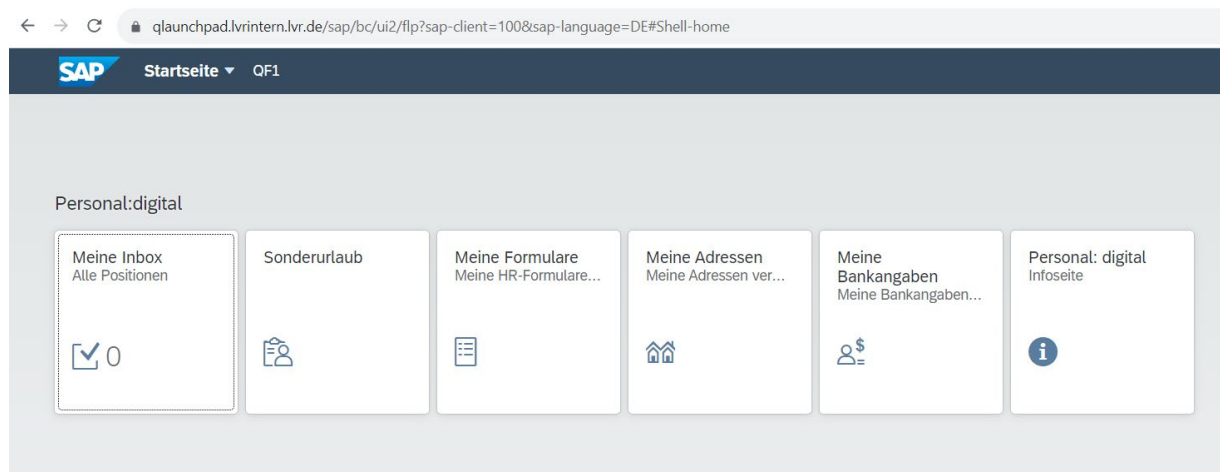 qlaunchpad.lvrintern.lvr.de/sap/bc/ui2/flp?sap-client=100&sap-language=DE#Shell-home
SAP Startseite QF1
Personal:digital
Meine Inbox
Alle Positionen
0
Sonderurlaub
Meine Formulare
Meine HR-Formulare...
Meine Adressen
Meine Adressen ver...
Meine
Bankangaben
Meine Bankangaben...
$
Personal: digital
Infoseite
i